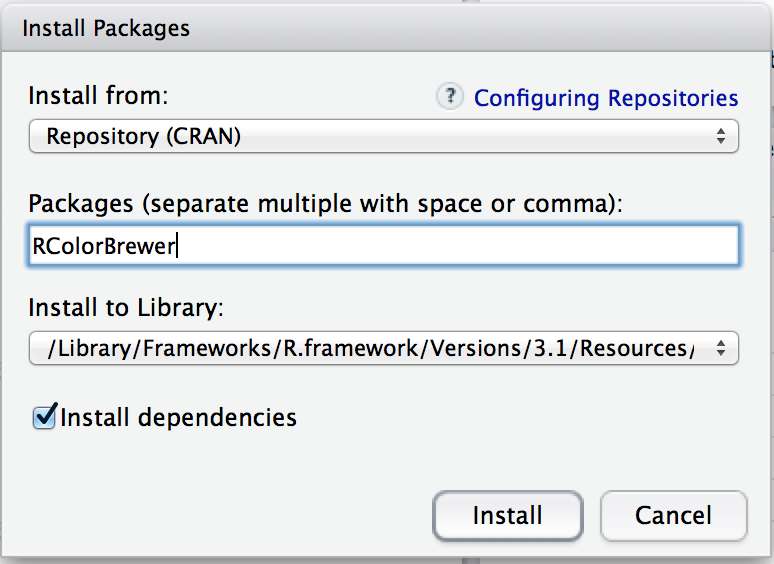 Install Packages
Install from:
? Configuring Repositories
Repository (CRAN)
Packages (separate multiple with space or comma):
RColorBrewer
Install to Library:
/Library/Frameworks/R.framework/Versions/3.1/Resources/
Install dependencies
Install
Cancel